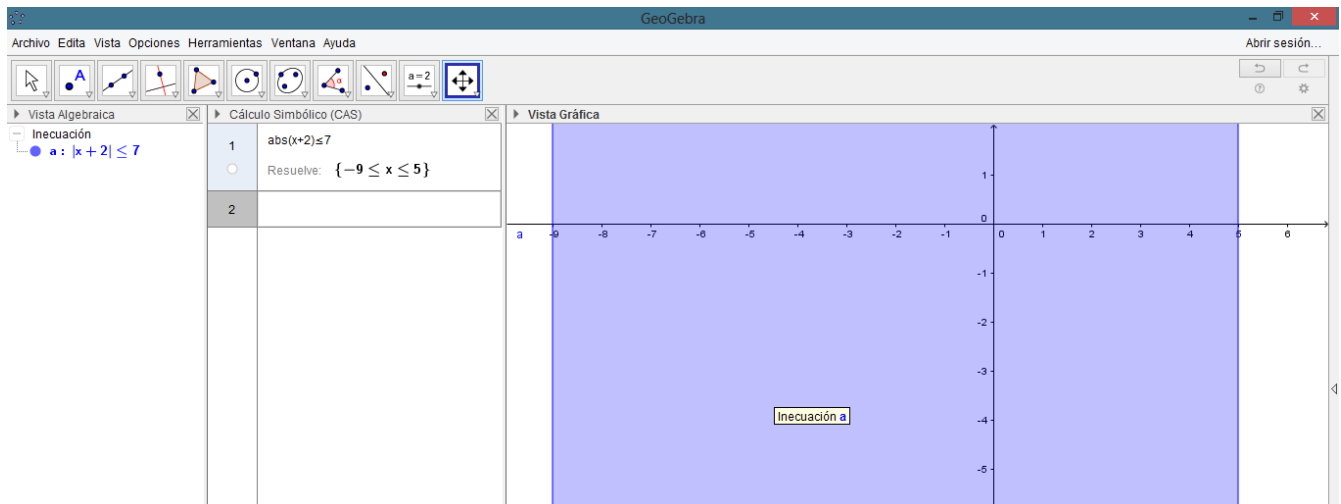 GeoGebra
Archivo Edita Vista Opciones Herramientas Ventana Ayuda
Abrir sesión...
A
α
a=2
Vista Algebraica
Cálculo Simbólico (CAS)
Vista Gráfica
Inecuación
a : |x + 2| ≤ 7
1
abs(x+2)≤7
Resuelve: {−9 ≤ x ≤ 5}
2
1
0
a -9 -8 -7 -6 -5 -4 -3 -2 -1 0 1 2 3 4 5 6
-1
-2
-3
Inecuación a
-4
-5